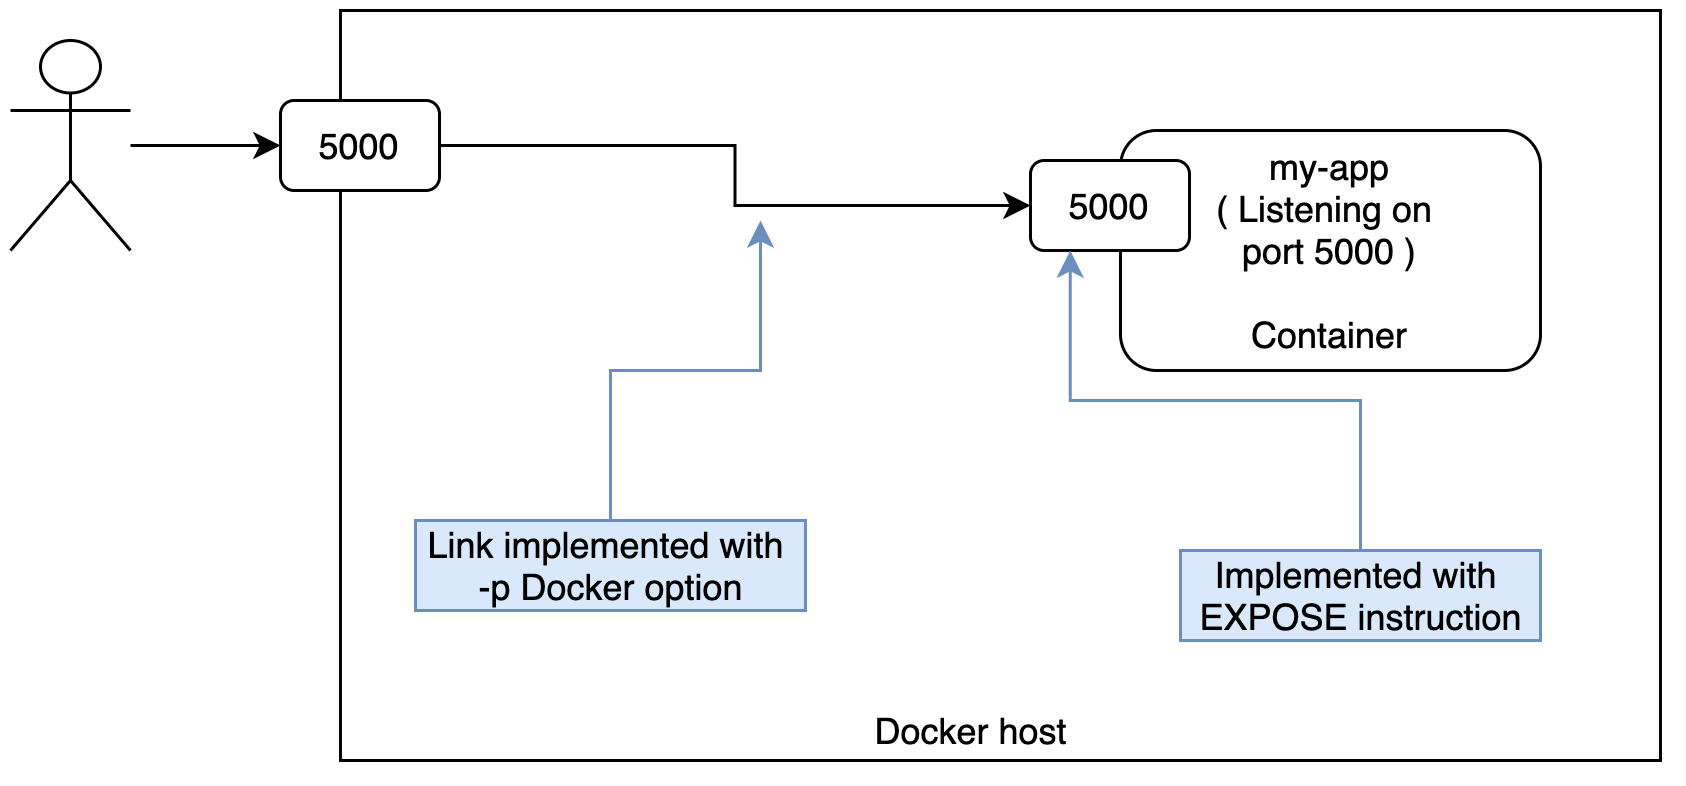 5000
5000
my-app
( Listening on
port 5000 )
Container
Link implemented with
-p Docker option
Implemented with
EXPOSE instruction
Docker host